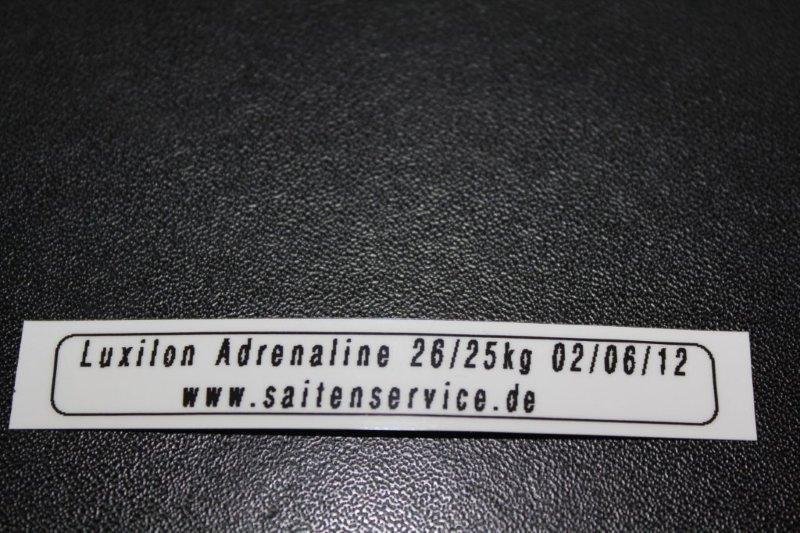 Luxilon Adrenaline 26/25kg 02/06/12
www.saitenservice.de